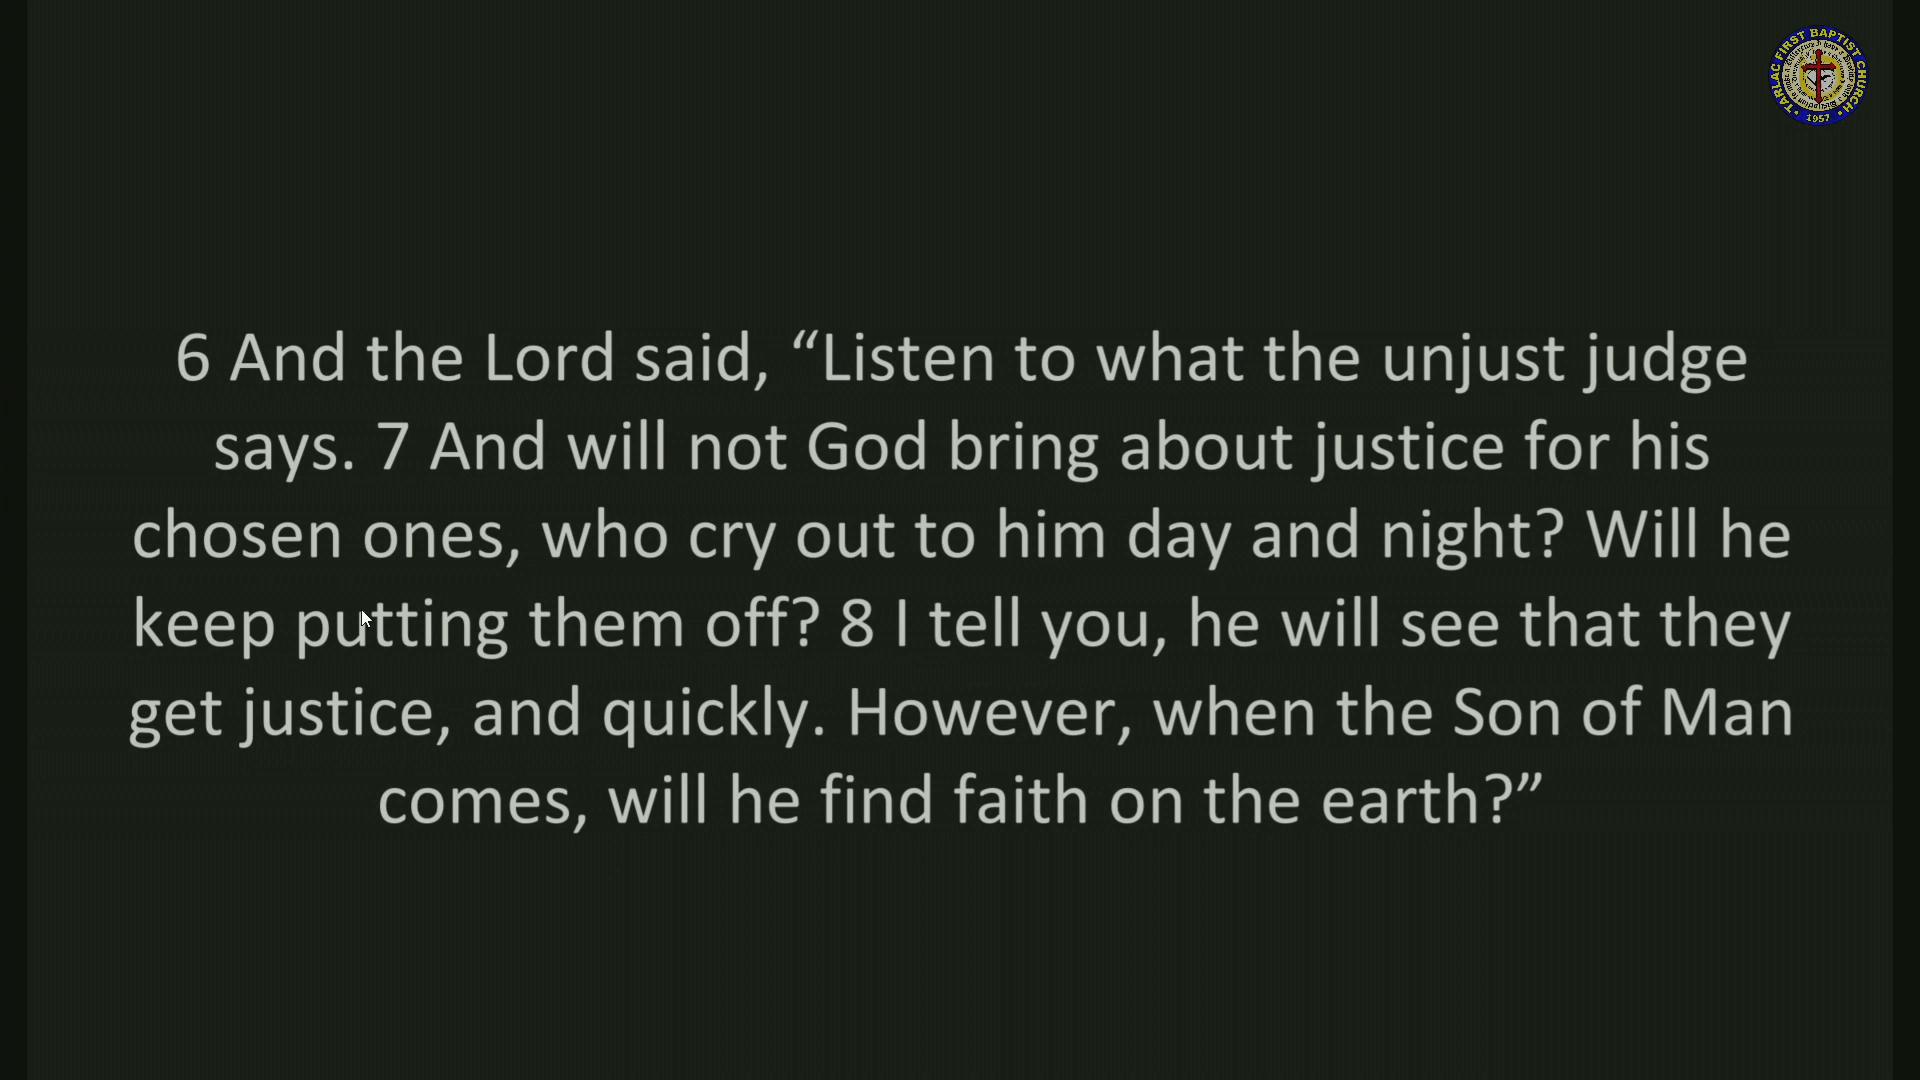 TARLAC FIRST BAPTIST CHURCH
1957
6 And the Lord said, “Listen to what the unjust judge
says. 7 And will not God bring about justice for his
chosen ones, who cry out to him day and night? Will he
keep putting them off? 8 I tell you, he will see that they
get justice, and quickly. However, when the Son of Man
comes, will he find faith on the earth?”